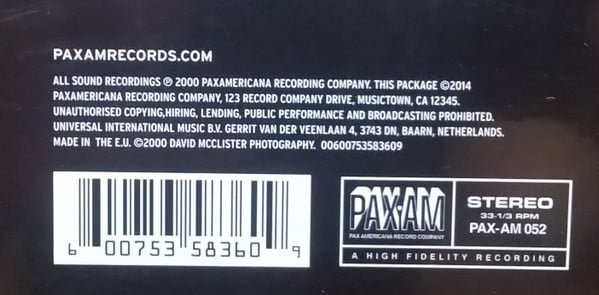 PAXAMRECORDS.COM
ALL SOUND RECORDINGS ℗ 2000 PAXAMERICANA RECORDING COMPANY. THIS PACKAGE ©2014
PAXAMERICANA RECORDING COMPANY, 123 RECORD COMPANY DRIVE, MUSICTOWN, CA 12345.
UNAUTHORISED COPYING,HIRING, LENDING, PUBLIC PERFORMANCE AND BROADCASTING PROHIBITED.
UNIVERSAL INTERNATIONAL MUSIC B.V. GERRIT VAN DER VEENLAAN 4, 3743 DN, BAARN, NETHERLANDS.
MADE IN THE E.U. ©2000 DAVID MCCLISTER PHOTOGRAPHY. 00600753583609
6 00753 58360 9
PAX·AM
PAX AMERICANA RECORD COMPANY
STEREO
33-1/3 RPM
PAX-AM 052
A HIGH FIDELITY RECORDING